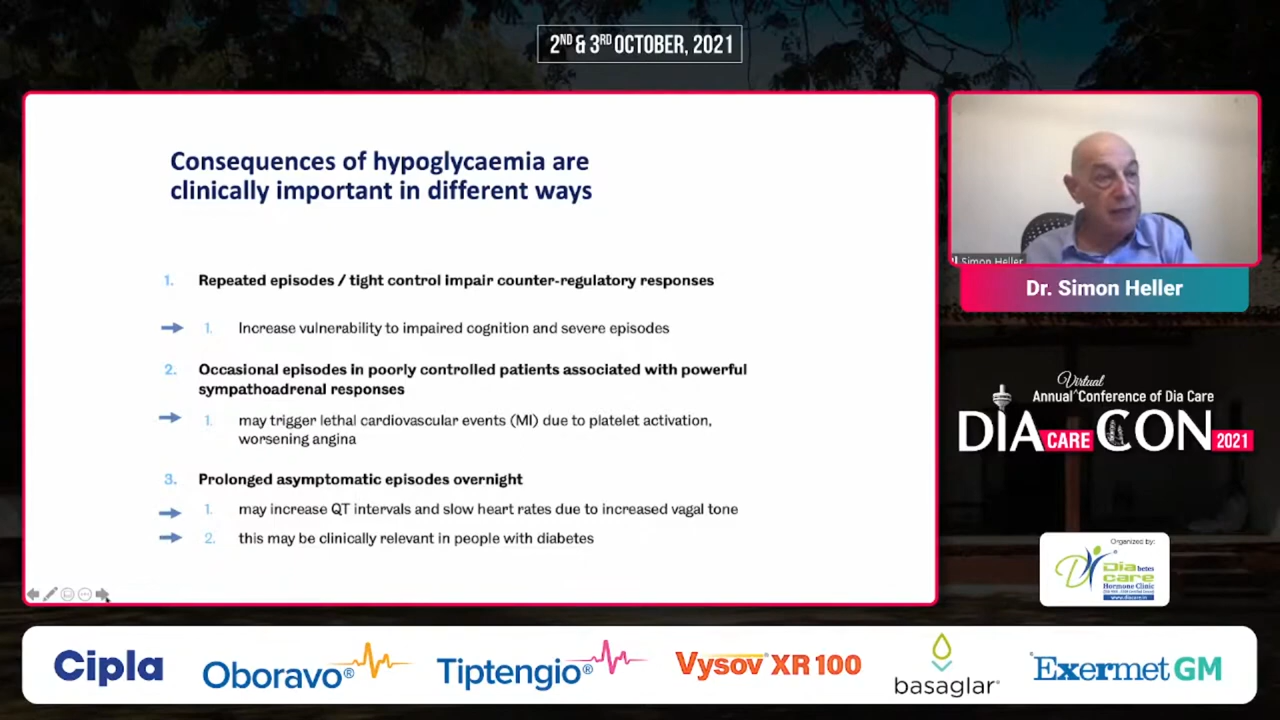 2ND & 3RD OCTOBER, 2021
Consequences of hypoglycaemia are
clinically important in different ways
1. Repeated episodes / tight control impair counter-regulatory responses
1. Increase vulnerability to impaired cognition and severe episodes
2. Occasional episodes in poorly controlled patients associated with powerful
sympathoadrenal responses
1. may trigger lethal cardiovascular events (MI) due to platelet activation,
worsening angina
3. Prolonged asymptomatic episodes overnight
1. may increase QT intervals and slow heart rates due to increased vagal tone
2. this may be clinically relevant in people with diabetes
Simon Heller
Dr. Simon Heller
Virtual
Annual ^ Conference of Dia Care
DIA CARE CON 2021
Organized by:
Diabetes
care
Hormone Clinic
www.diacare.in
Cipla
Oboravo®
Tiptengio®
Vysov® XR 100
basaglar®
Exermet GM